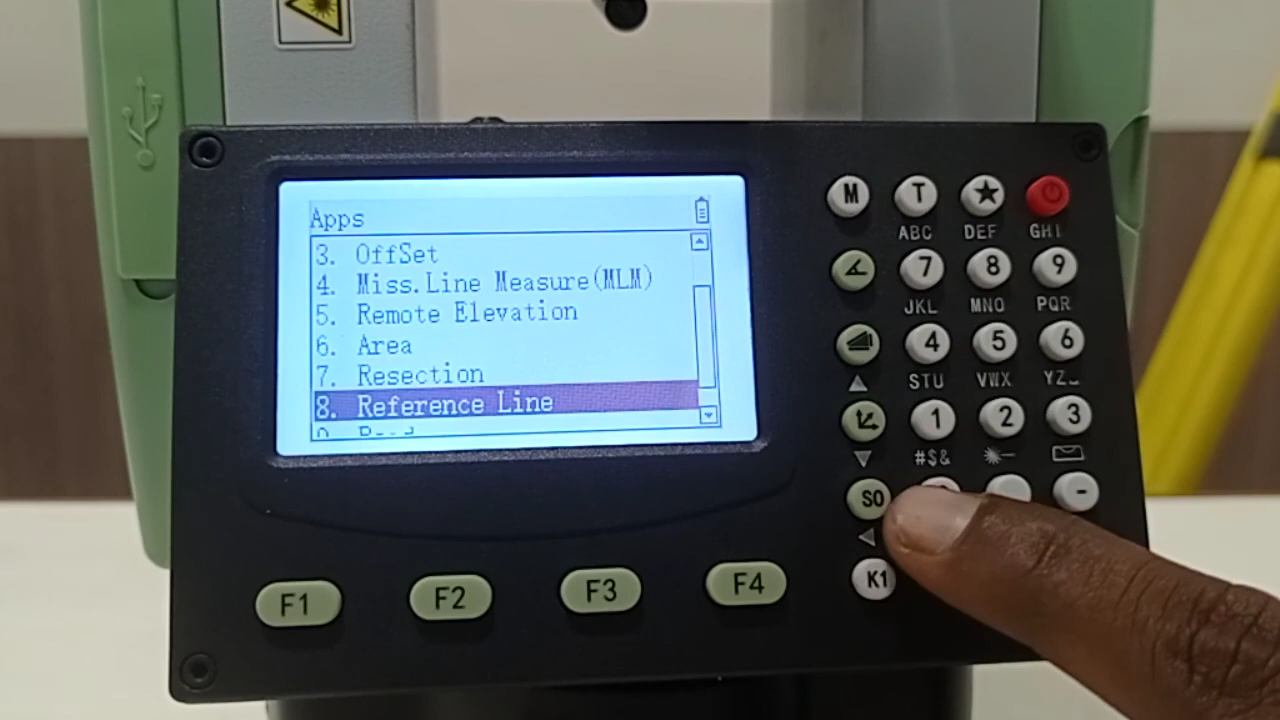 Apps
3. OffSet
4. Miss.Line Measure(MLM)
5. Remote Elevation
6. Area
7. Resection
8. Reference Line
M T ★
ABC DEF GHI
7 8 9
JKL MNO PQR
4 5 6
STU VWX YZ_
1 2 3
#$&
SO -
K1
F1 F2 F3 F4